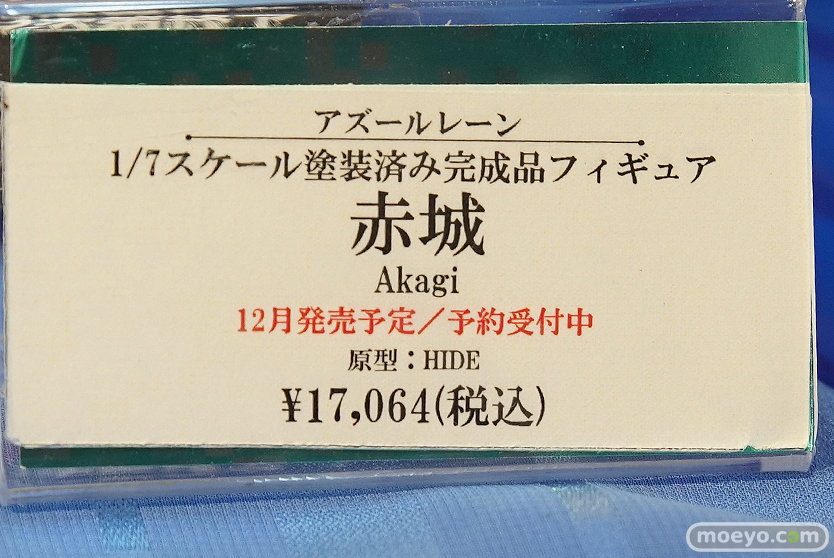 アズールレーン
1/7スケール塗装済み完成品フィギュア
赤城
Akagi
12月発売予定／予約受付中
原型：HIDE
¥17,064(税込)
moeyo.com